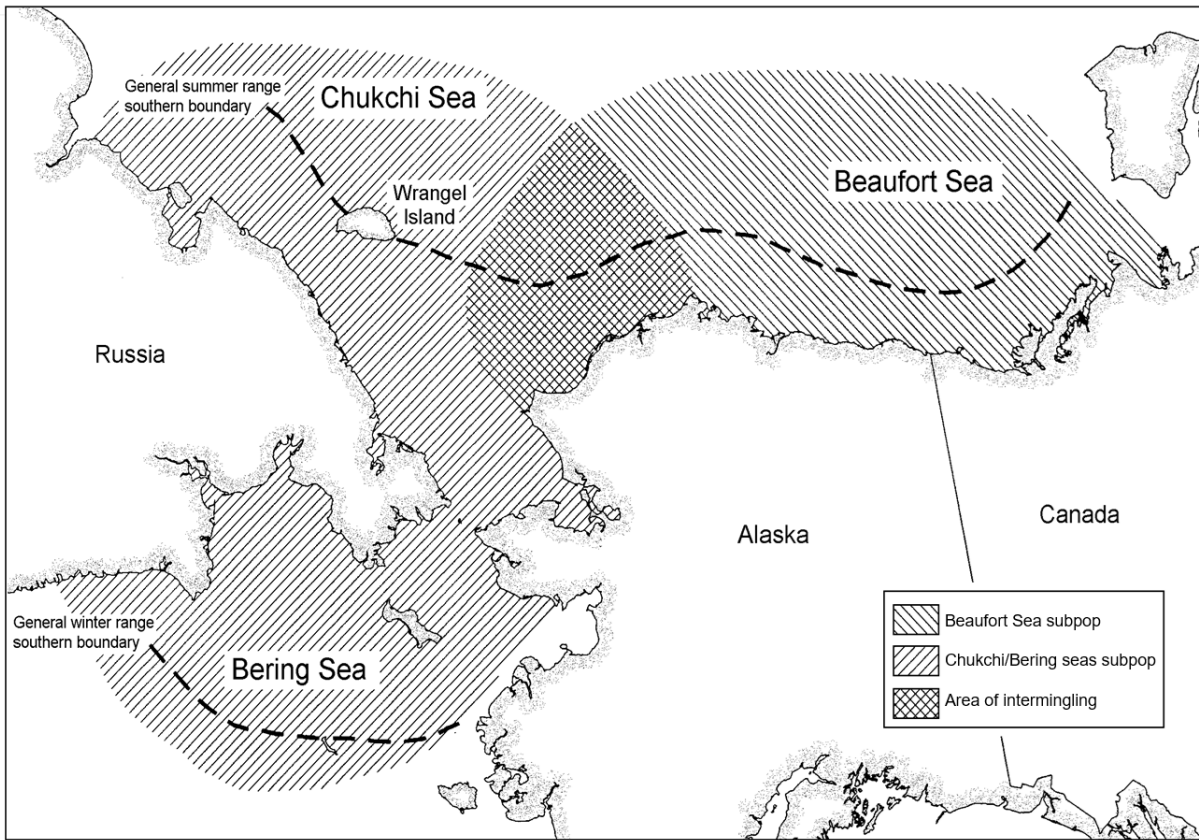 General summer range
southern boundary
Chukchi Sea
Wrangel
Island
Beaufort Sea
Russia
Alaska
Canada
General winter range
southern boundary
Bering Sea
Beaufort Sea subpop
Chukchi/Bering seas subpop
Area of intermingling